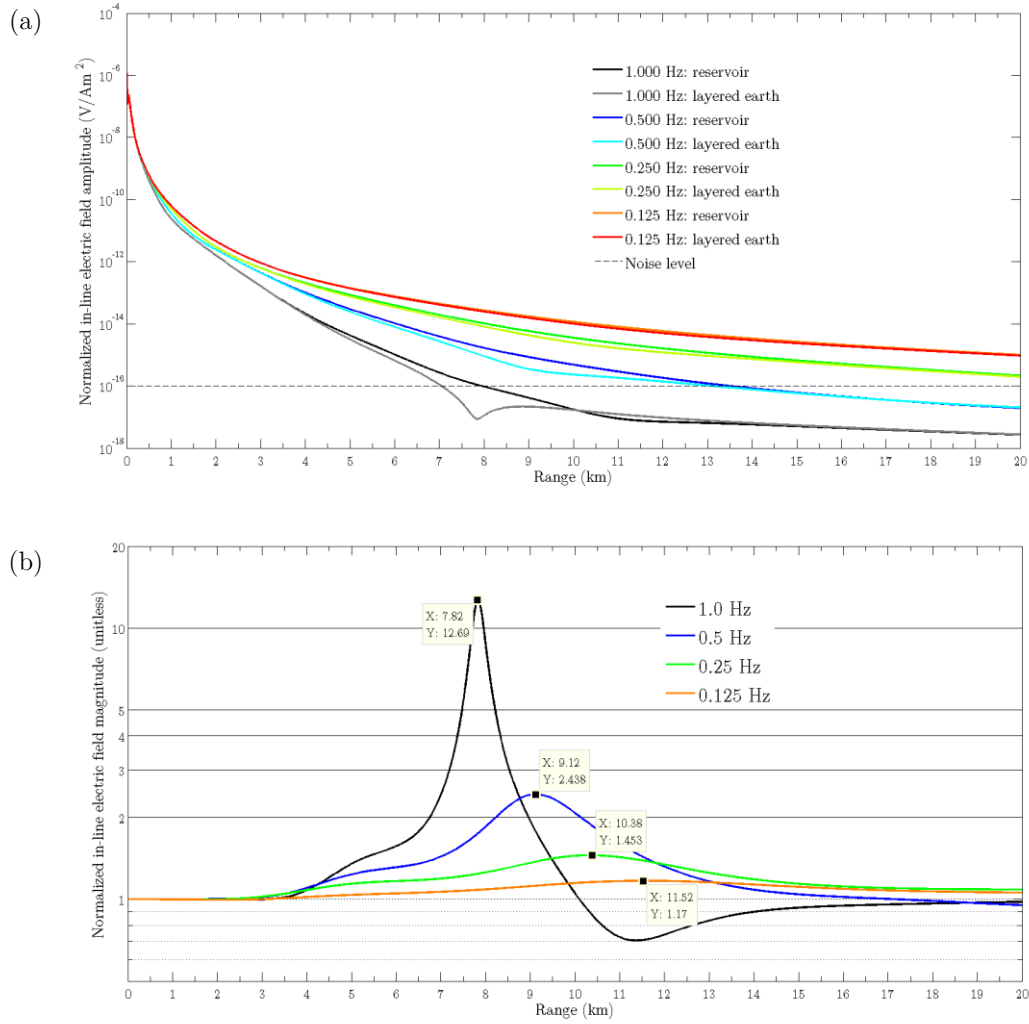 (a)
Normalized in-line electric field amplitude (V/Am²)
10⁻⁴
10⁻⁶
10⁻⁸
10⁻¹⁰
10⁻¹²
10⁻¹⁴
10⁻¹⁶
10⁻¹⁸
1.000 Hz: reservoir
1.000 Hz: layered earth
0.500 Hz: reservoir
0.500 Hz: layered earth
0.250 Hz: reservoir
0.250 Hz: layered earth
0.125 Hz: reservoir
0.125 Hz: layered earth
Noise level
0 1 2 3 4 5 6 7 8 9 10 11 12 13 14 15 16 17 18 19 20
Range (km)
(b)
Normalized in-line electric field magnitude (unitless)
20
10
5
4
3
2
1
X: 7.82
Y: 12.69
X: 9.12
Y: 2.438
X: 10.38
Y: 1.453
X: 11.52
Y: 1.17
1.0 Hz
0.5 Hz
0.25 Hz
0.125 Hz
0 1 2 3 4 5 6 7 8 9 10 11 12 13 14 15 16 17 18 19 20
Range (km)